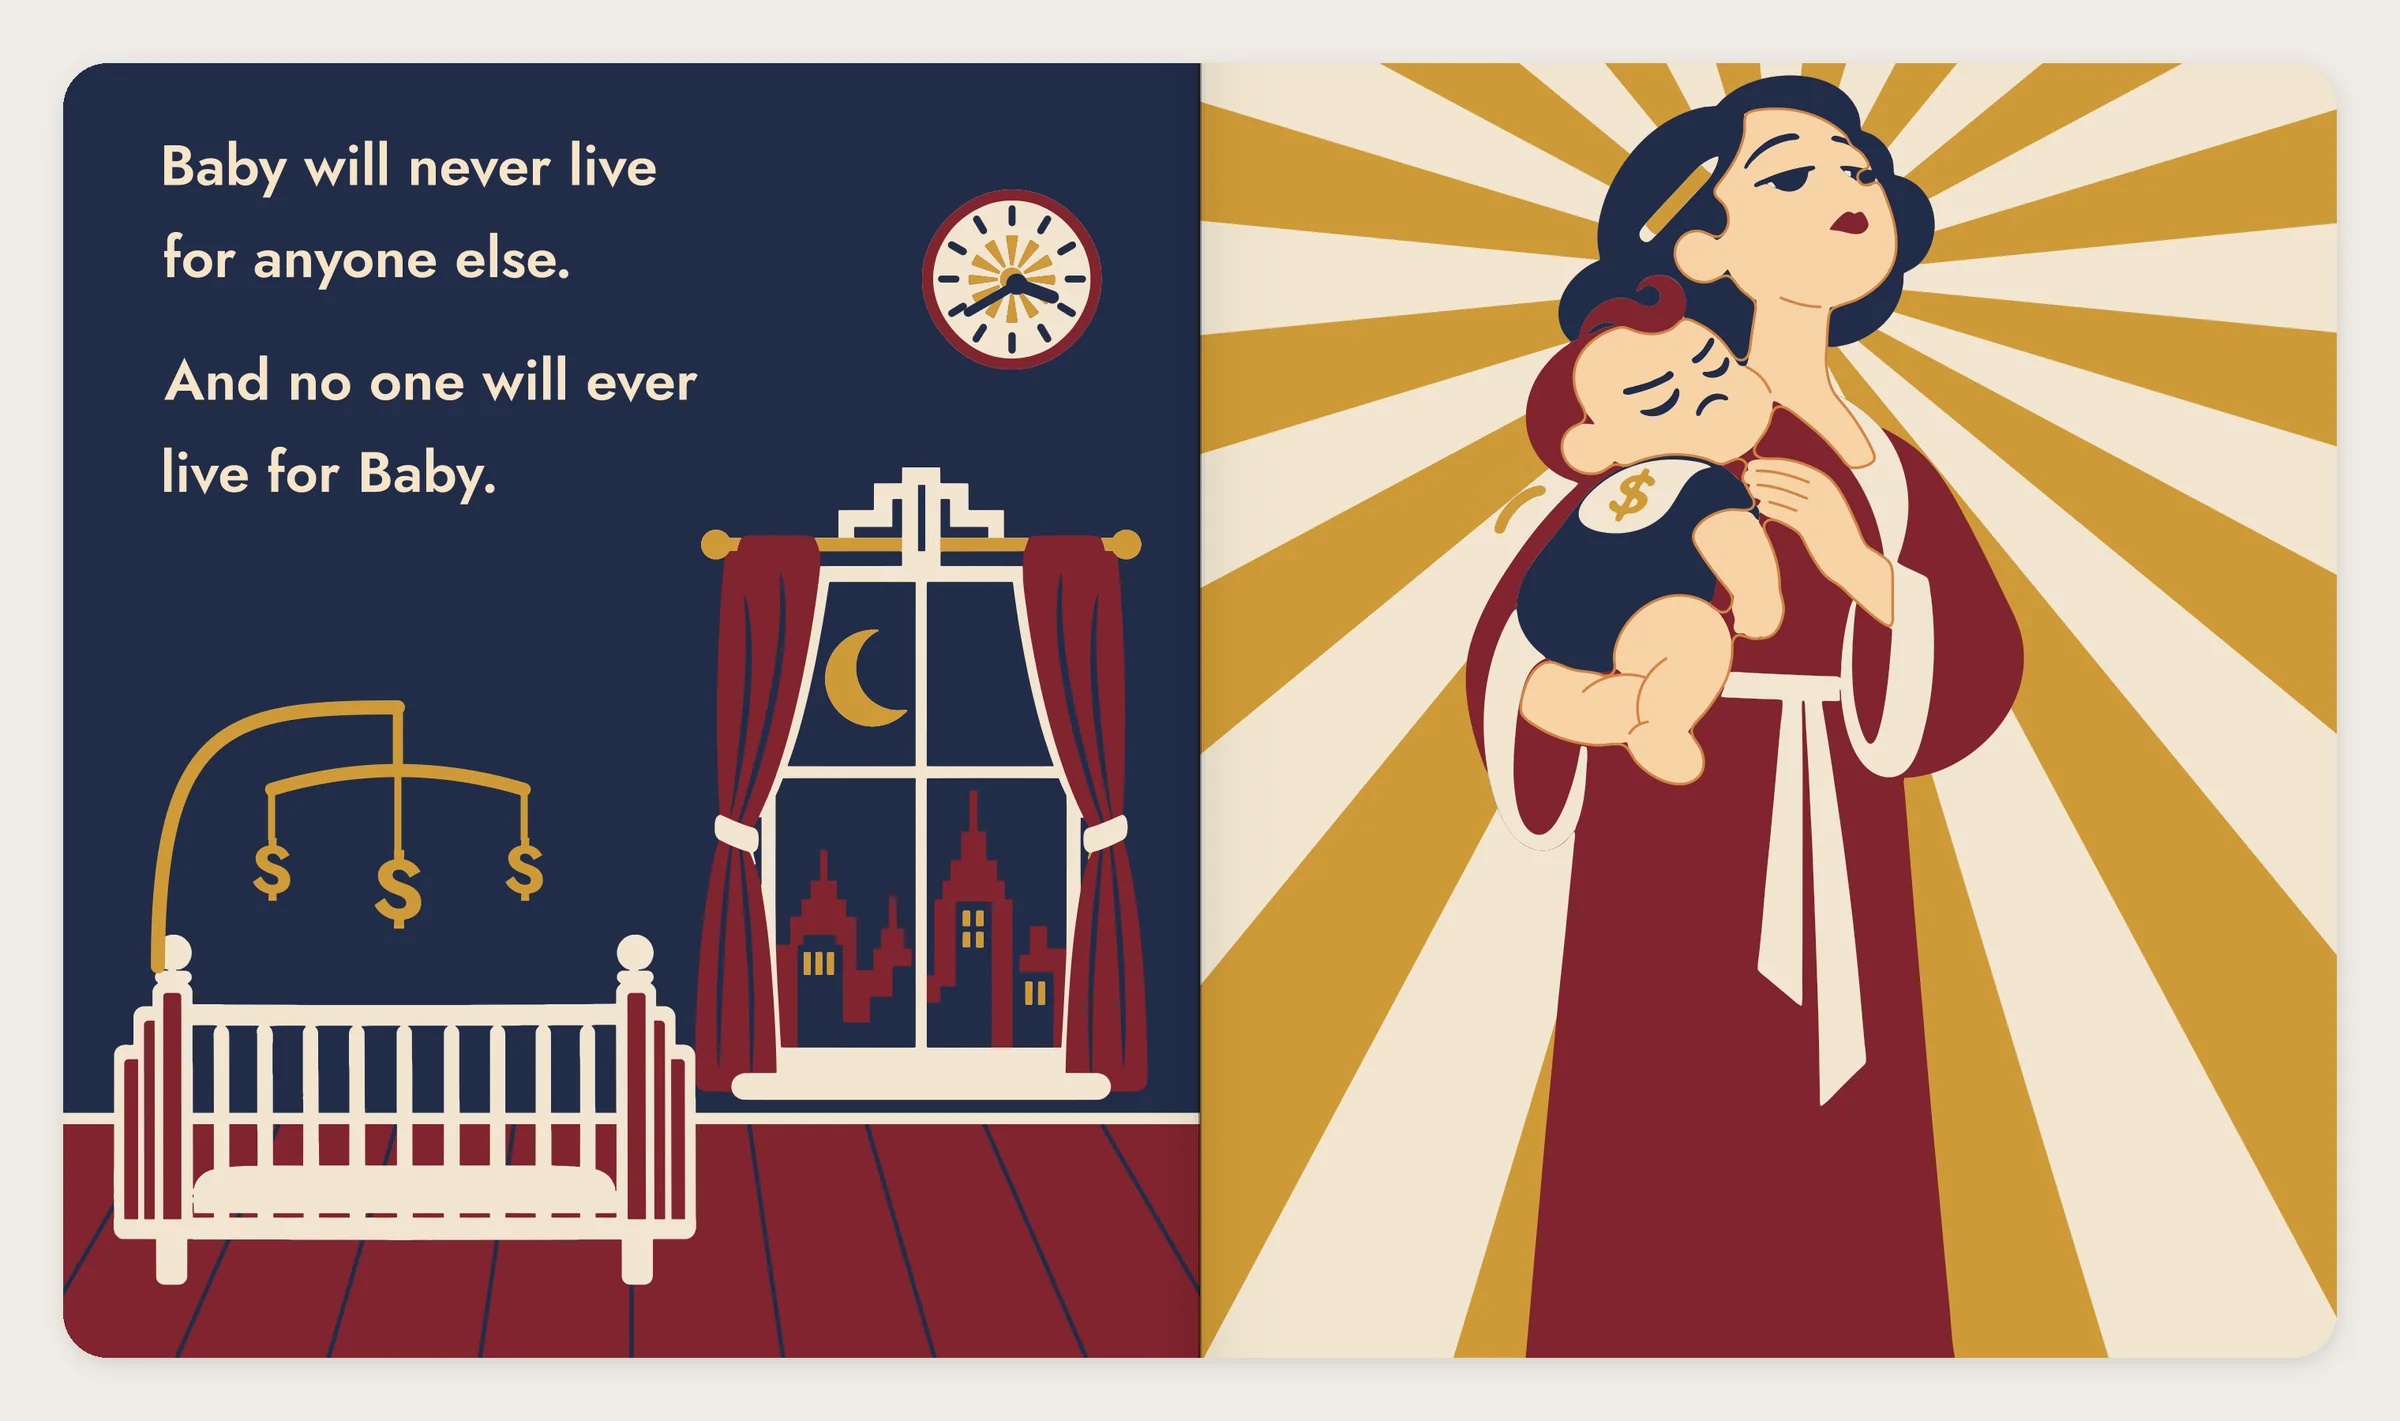 Baby will never live
for anyone else.
And no one will ever
live for Baby.
$ $ $
$